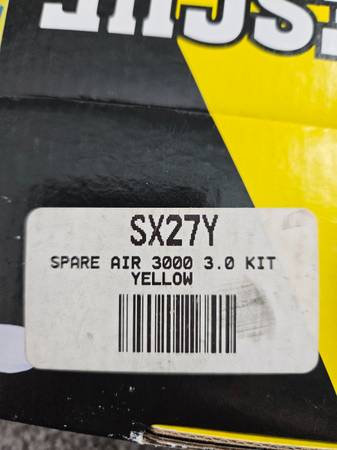 SX27Y
SPARE AIR 3000 3.0 KIT
YELLOW